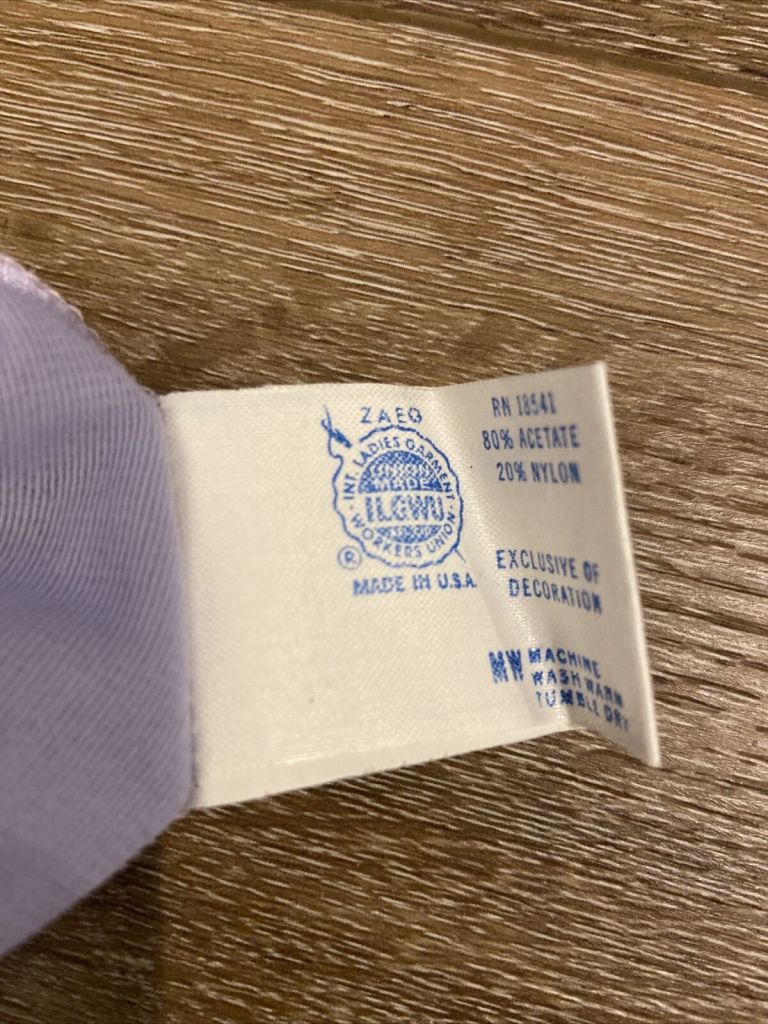 ZAEO
INT. LADIES GARMENT
UNION
MADE
ILGWU
WORKERS UNION
®
MADE IN U.S.A.
RN 18541
80% ACETATE
20% NYLON
EXCLUSIVE OF
DECORATION
MW MACHINE
WASH WARM
TUMBLE DRY